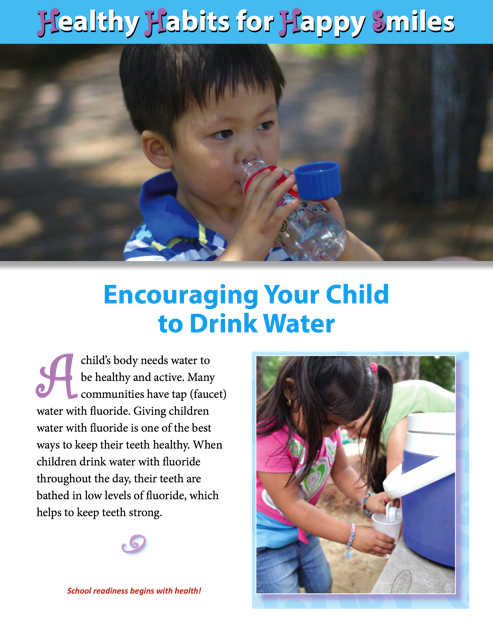 Healthy Habits for Happy Smiles
Encouraging Your Child
to Drink Water
A child’s body needs water to
be healthy and active. Many
communities have tap (faucet)
water with fluoride. Giving children
water with fluoride is one of the best
ways to keep their teeth healthy. When
children drink water with fluoride
throughout the day, their teeth are
bathed in low levels of fluoride, which
helps to keep teeth strong.
School readiness begins with health!